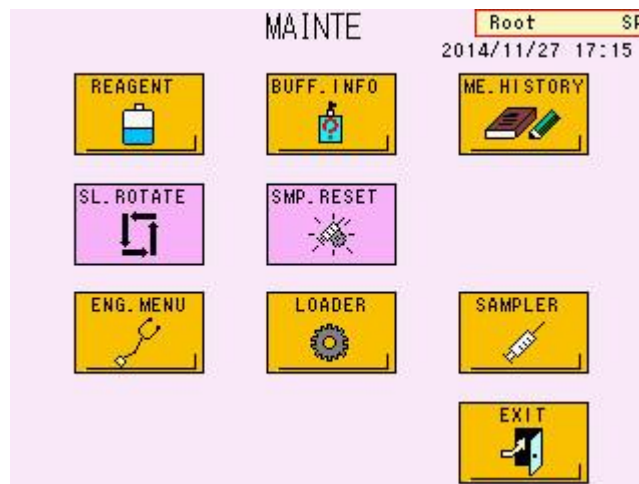 MAINTE
Root
2014/11/27 17:15
REAGENT
BUFF.INFO
ME.HISTORY
SL.ROTATE
SMP.RESET
ENG.MENU
LOADER
SAMPLER
EXIT